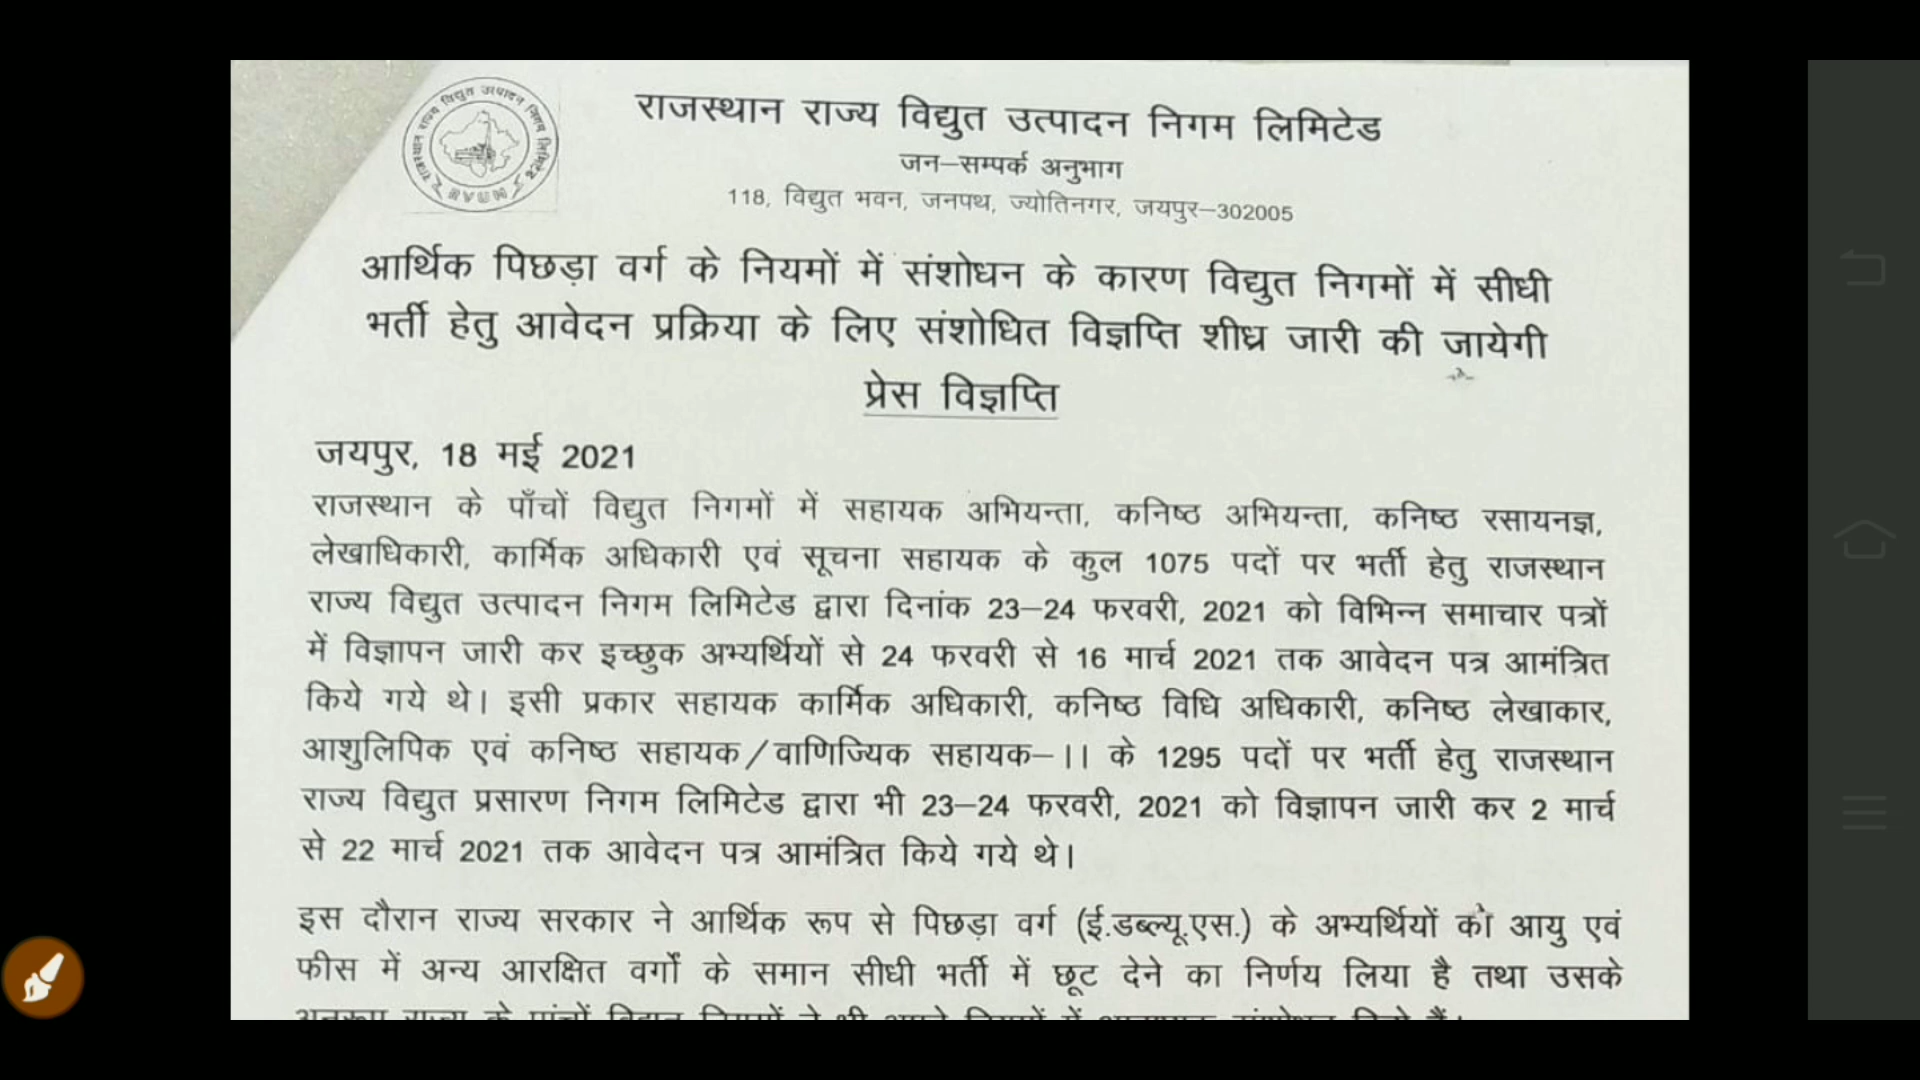 राजस्थान राज्य विद्युत उत्पादन निगम लिमिटेड
राजस्थान राज्य विद्युत उत्पादन निगम लिमिटेड
जन–सम्पर्क अनुभाग
118, विद्युत भवन, जनपथ, ज्योतिनगर, जयपुर–302005
आर्थिक पिछड़ा वर्ग के नियमों में संशोधन के कारण विद्युत निगमों में सीधी
भर्ती हेतु आवेदन प्रक्रिया के लिए संशोधित विज्ञप्ति शीध्र जारी की जायेगी
प्रेस विज्ञप्ति
जयपुर, 18 मई 2021
राजस्थान के पाँचों विद्युत निगमों में सहायक अभियन्ता, कनिष्ठ अभियन्ता, कनिष्ठ रसायनज्ञ,
लेखाधिकारी, कार्मिक अधिकारी एवं सूचना सहायक के कुल 1075 पदों पर भर्ती हेतु राजस्थान
राज्य विद्युत उत्पादन निगम लिमिटेड द्वारा दिनांक 23–24 फरवरी, 2021 को विभिन्न समाचार पत्रों
में विज्ञापन जारी कर इच्छुक अभ्यर्थियों से 24 फरवरी से 16 मार्च 2021 तक आवेदन पत्र आमंत्रित
किये गये थे। इसी प्रकार सहायक कार्मिक अधिकारी, कनिष्ठ विधि अधिकारी, कनिष्ठ लेखाकार,
आशुलिपिक एवं कनिष्ठ सहायक/वाणिज्यिक सहायक–।। के 1295 पदों पर भर्ती हेतु राजस्थान
राज्य विद्युत प्रसारण निगम लिमिटेड द्वारा भी 23–24 फरवरी, 2021 को विज्ञापन जारी कर 2 मार्च
से 22 मार्च 2021 तक आवेदन पत्र आमंत्रित किये गये थे।
इस दौरान राज्य सरकार ने आर्थिक रूप से पिछड़ा वर्ग (ई.डब्ल्यू.एस.) के अभ्यर्थियों को आयु एवं
फीस में अन्य आरक्षित वर्गों के समान सीधी भर्ती में छूट देने का निर्णय लिया है तथा उसके